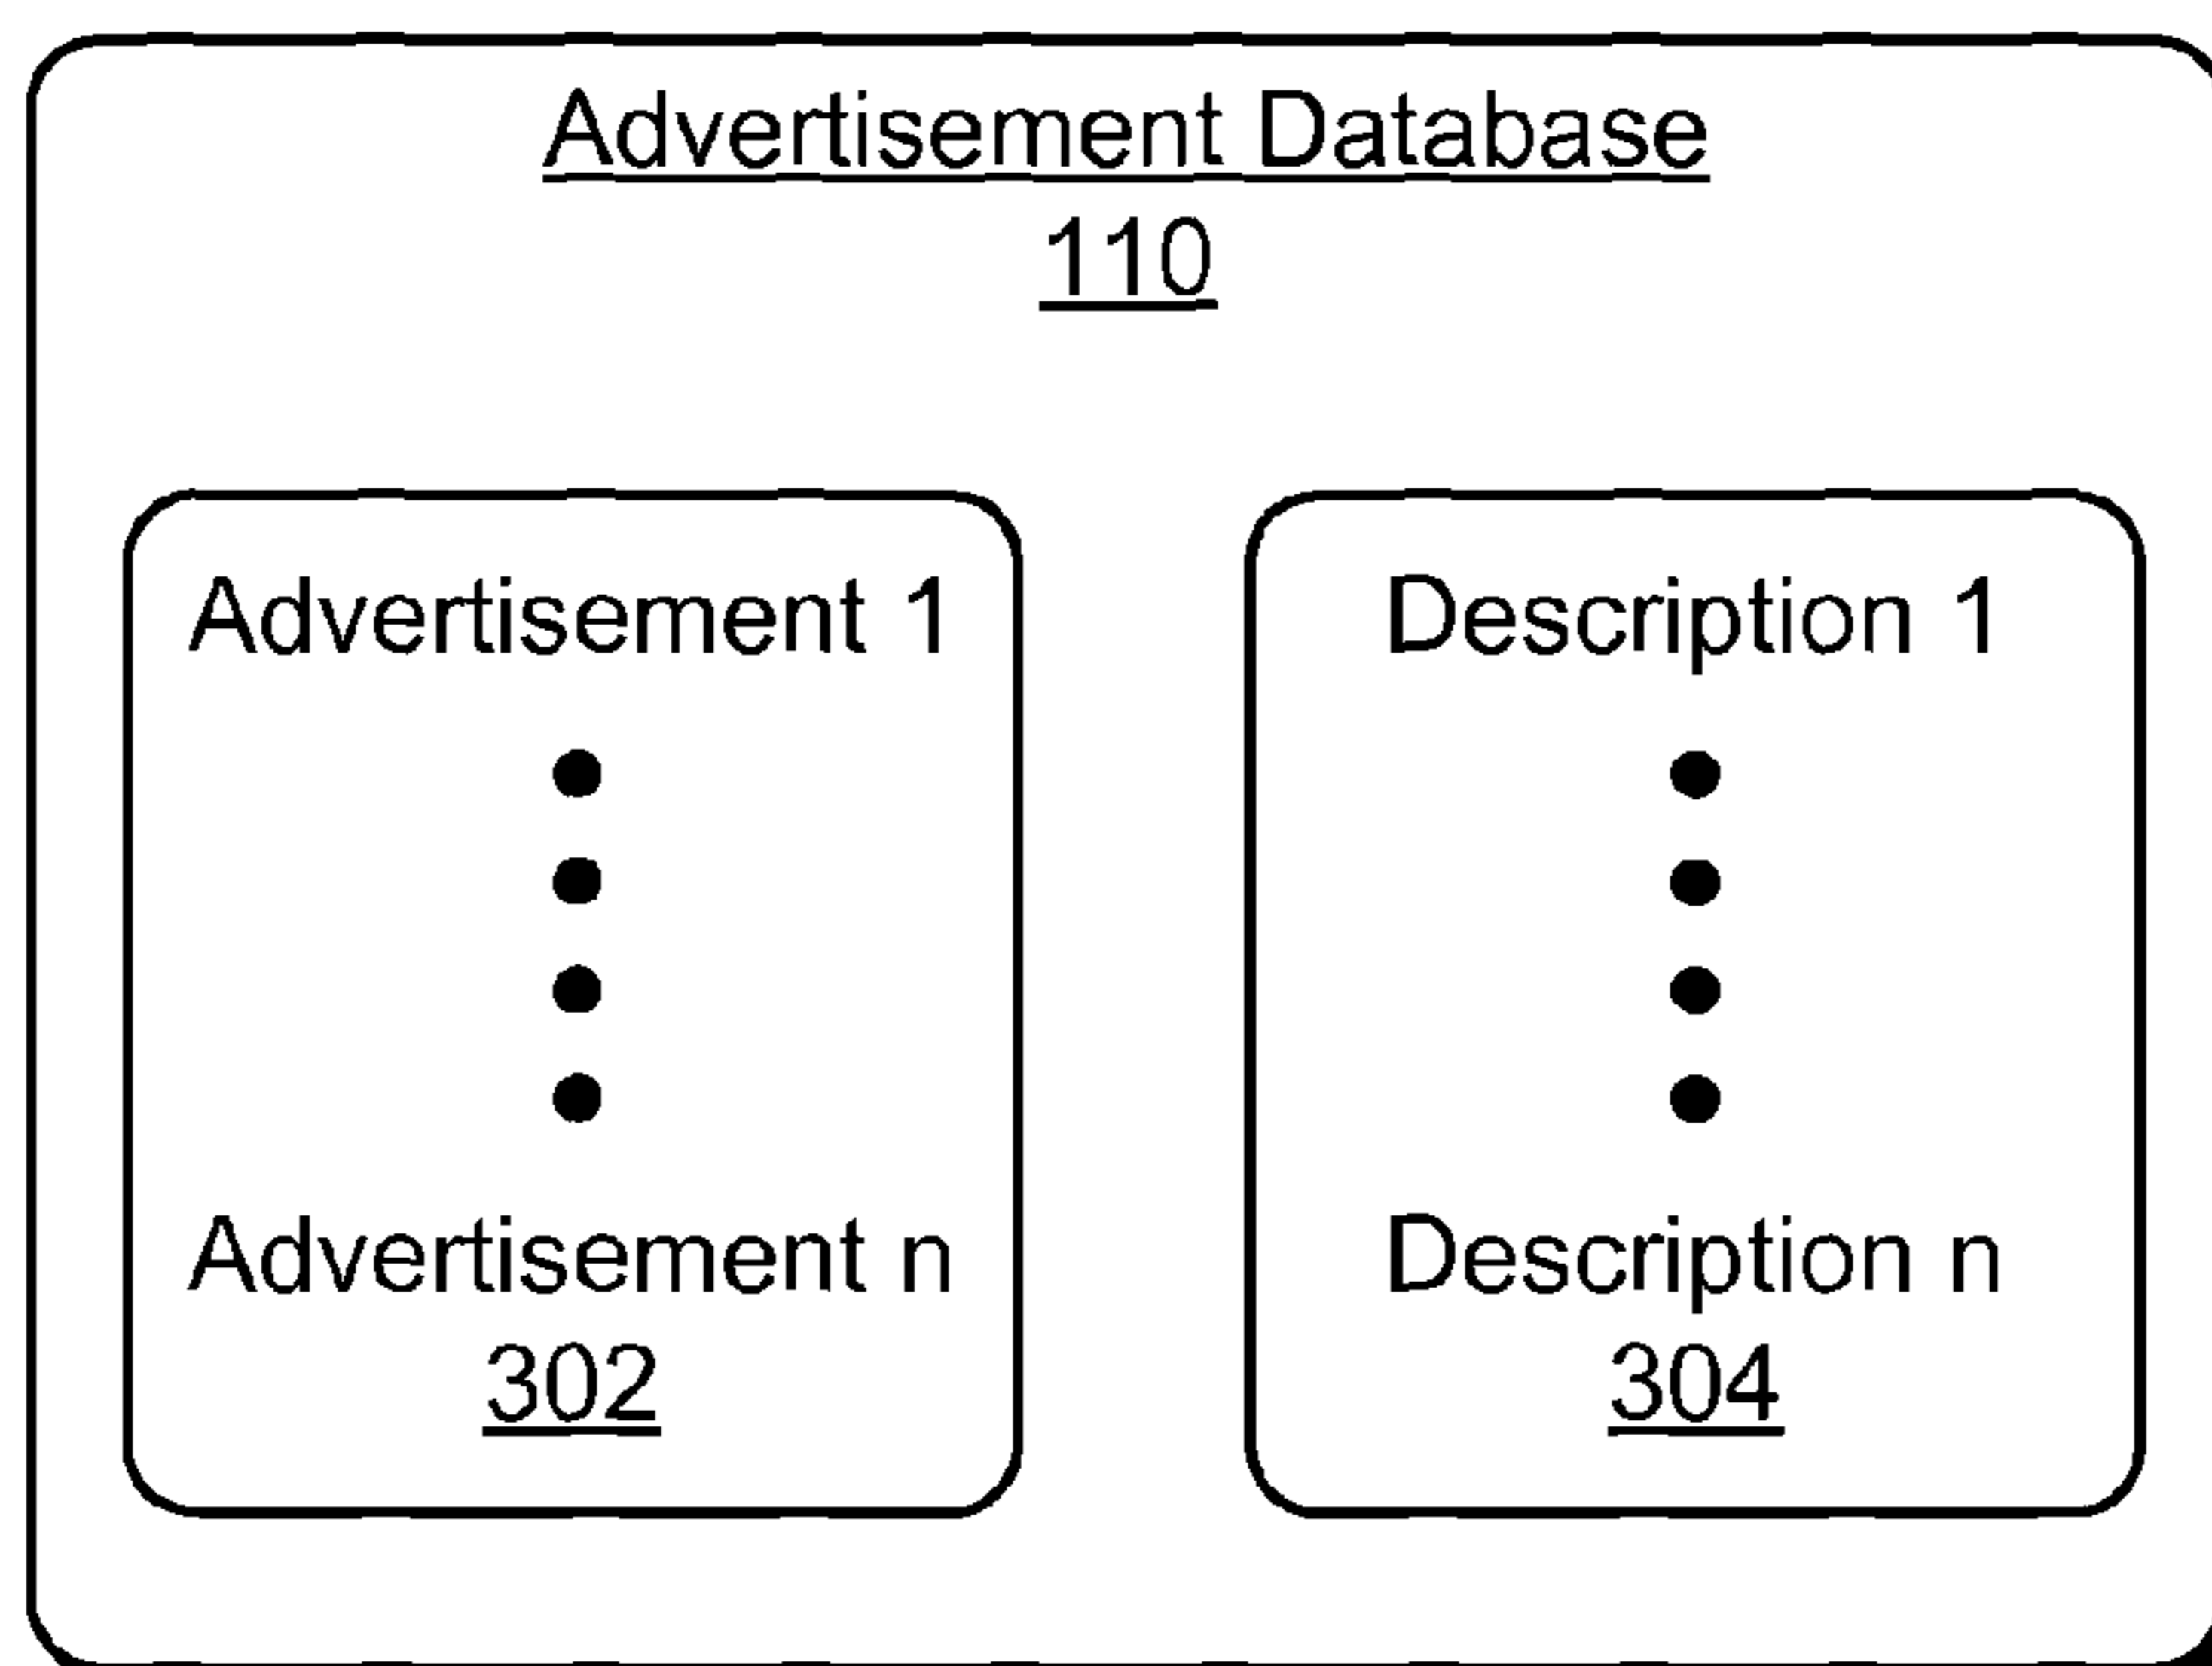 Advertisement Database
110
Advertisement 1
Advertisement n
302
Description 1
Description n
304